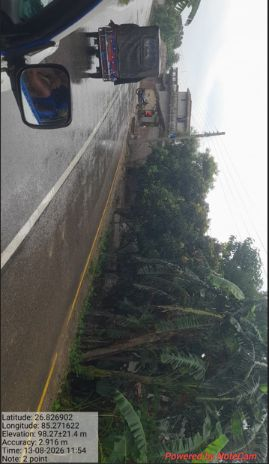 Latitude: 26.826902
Longitude: 85.271622
Elevation: 98.27±21.4 m
Accuracy: 2.916 m
Time: 13-08-2026 11:54
Note: 2 point
Powered by NoteCam